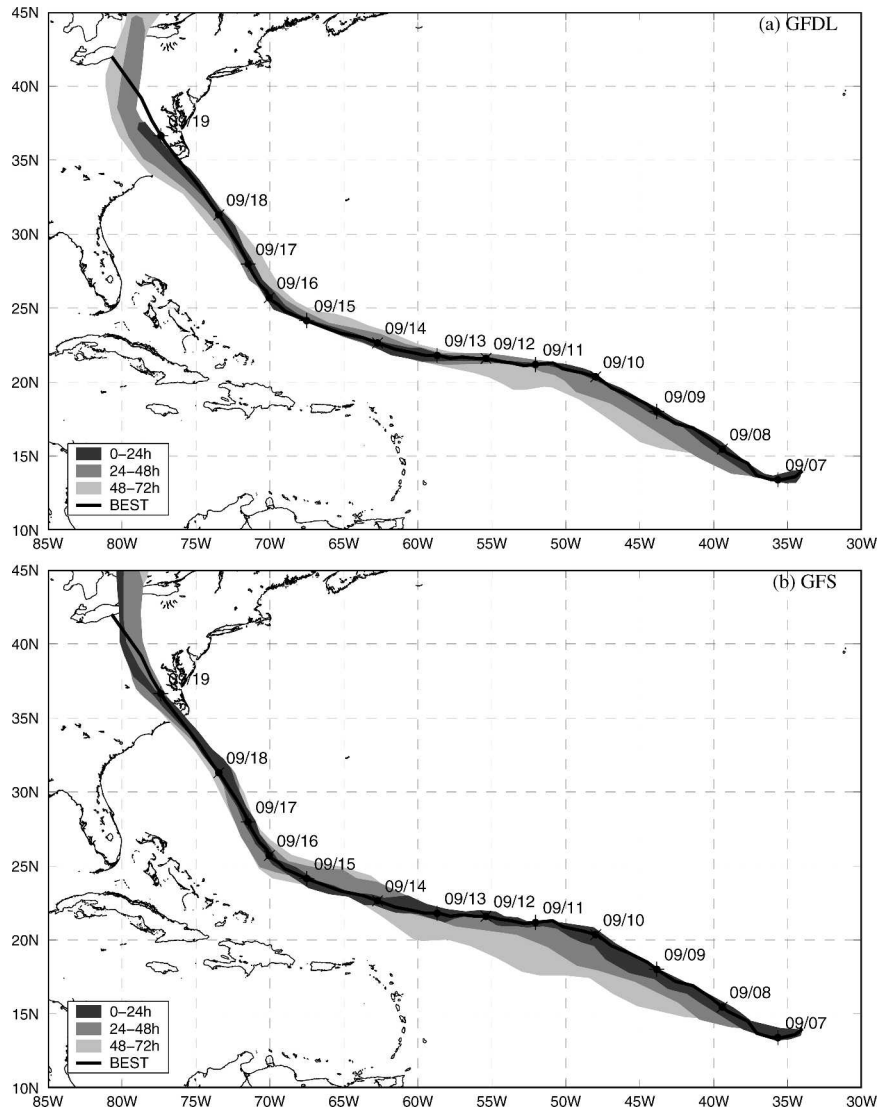 45N
(a) GFDL
40N
09/19
35N
09/18
30N
09/17
09/16
25N
09/15
09/14
09/13
09/12
09/11
09/10
20N
09/09
09/08
0–24h
24–48h
48–72h
BEST
15N
09/07
10N
85W 80W 75W 70W 65W 60W 55W 50W 45W 40W 35W 30W
45N
(b) GFS
40N
09/19
35N
09/18
30N
09/17
09/16
25N
09/15
09/14
09/13
09/12
09/11
09/10
20N
09/09
09/08
0–24h
24–48h
48–72h
BEST
15N
09/07
10N
85W 80W 75W 70W 65W 60W 55W 50W 45W 40W 35W 30W